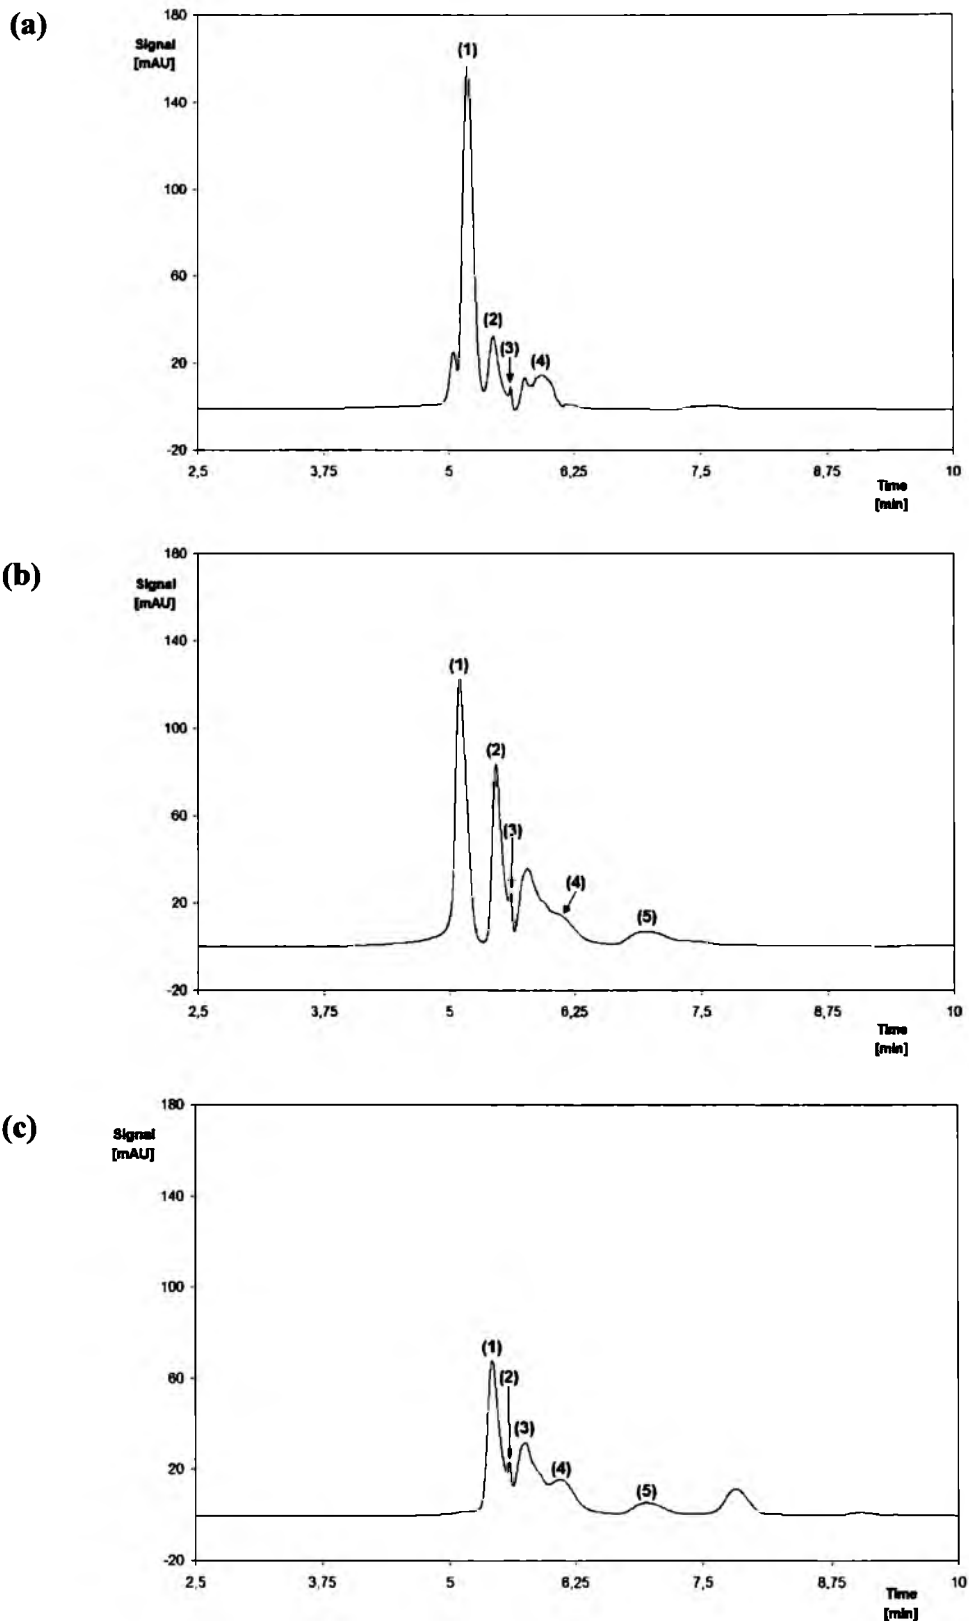 (a)
180
Signal
[mAU]
(1)
140
100
60
(2)
(3)
(4)
20
-20
2,5 3,75 5 6,25 7,5 8,75 10
Time
[min]
(b)
180
Signal
[mAU]
140
(1)
100
(2)
60
(3)
(4)
20
(5)
-20
2,5 3,75 5 6,25 7,5 8,75 10
Time
[min]
(c)
180
Signal
[mAU]
140
100
(1)
60
(2)
(3)
(4)
20
(5)
-20
2,5 3,75 5 6,25 7,5 8,75 10
Time
[min]